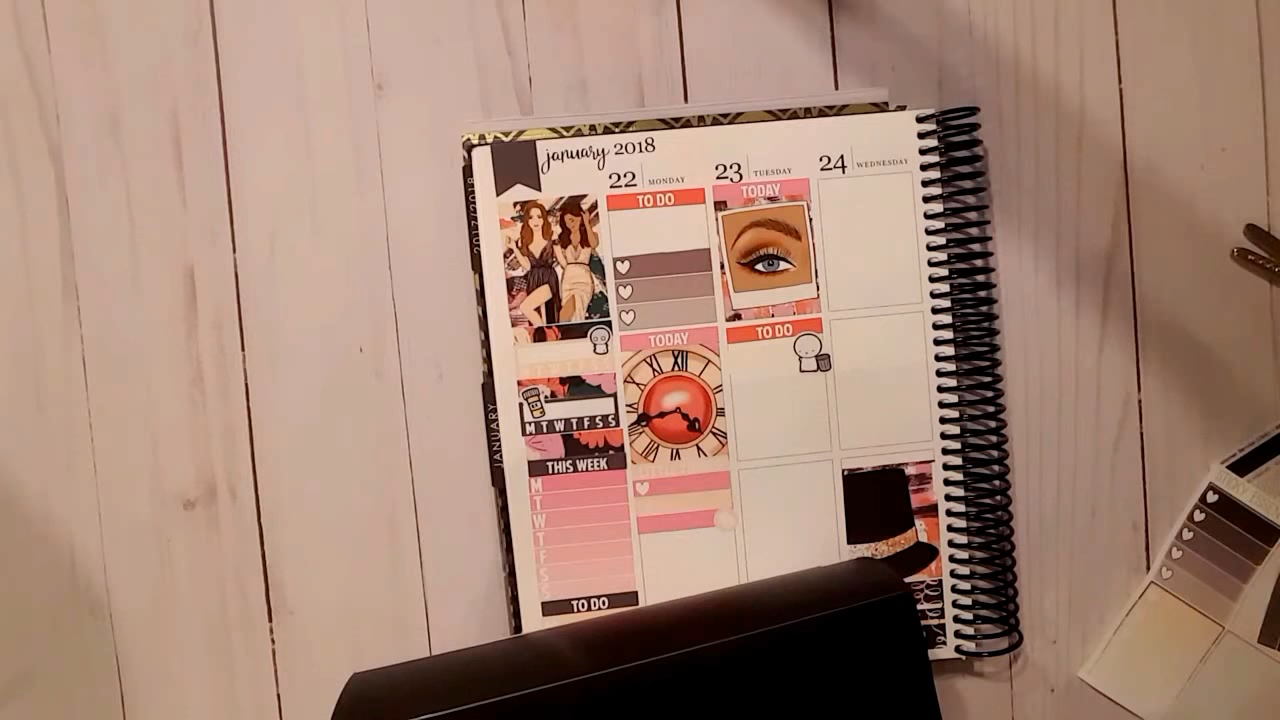 january 2018
22 MONDAY
23 TUESDAY
24 WEDNESDAY
2017/2018
TO DO
TODAY
TODAY
TO DO
JANUARY
M T W T F S S
THIS WEEK
M
T
W
T
F
S
S
TO DO